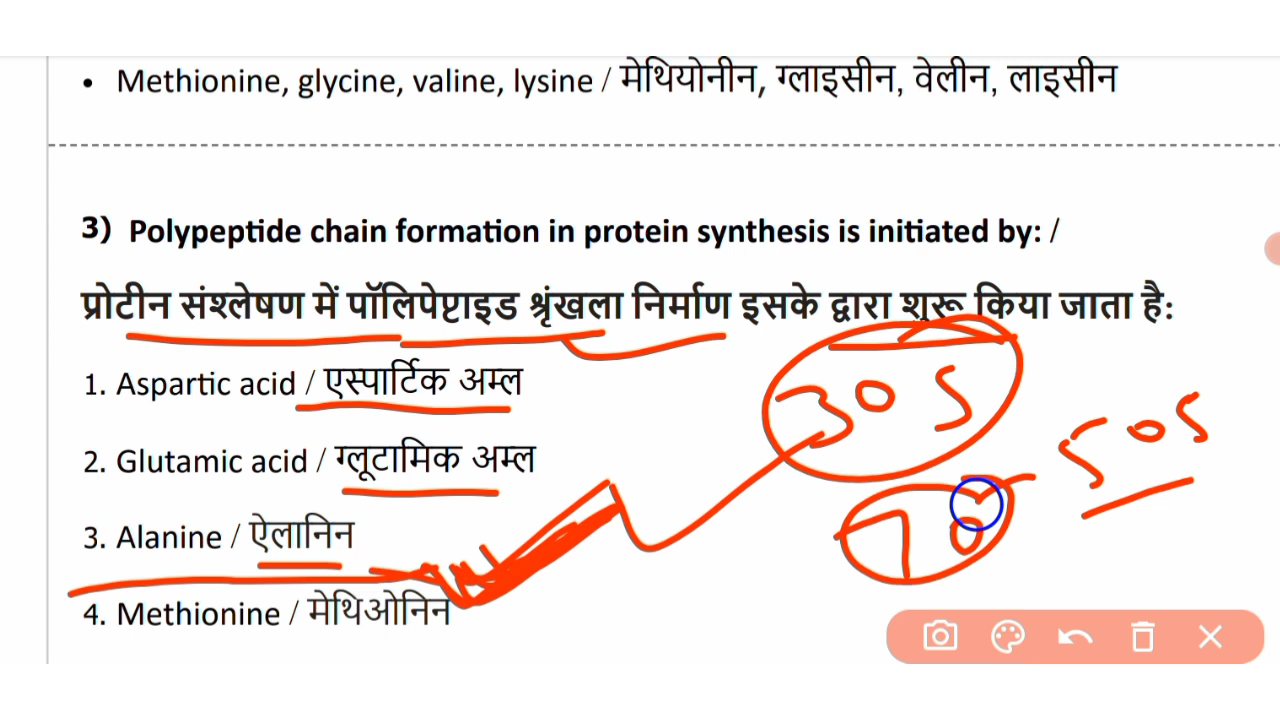 • Methionine, glycine, valine, lysine / मेथियोनीन, ग्लाइसीन, वेलीन, लाइसीन
3) Polypeptide chain formation in protein synthesis is initiated by: /
प्रोटीन संश्लेषण में पॉलिपेप्टाइड श्रृंखला निर्माण इसके द्वारा शुरू किया जाता है:
1. Aspartic acid / एस्पार्टिक अम्ल
30 S
50S
2. Glutamic acid / ग्लूटामिक अम्ल
70
3. Alanine / ऐलानिन
4. Methionine / मेथिओनिन